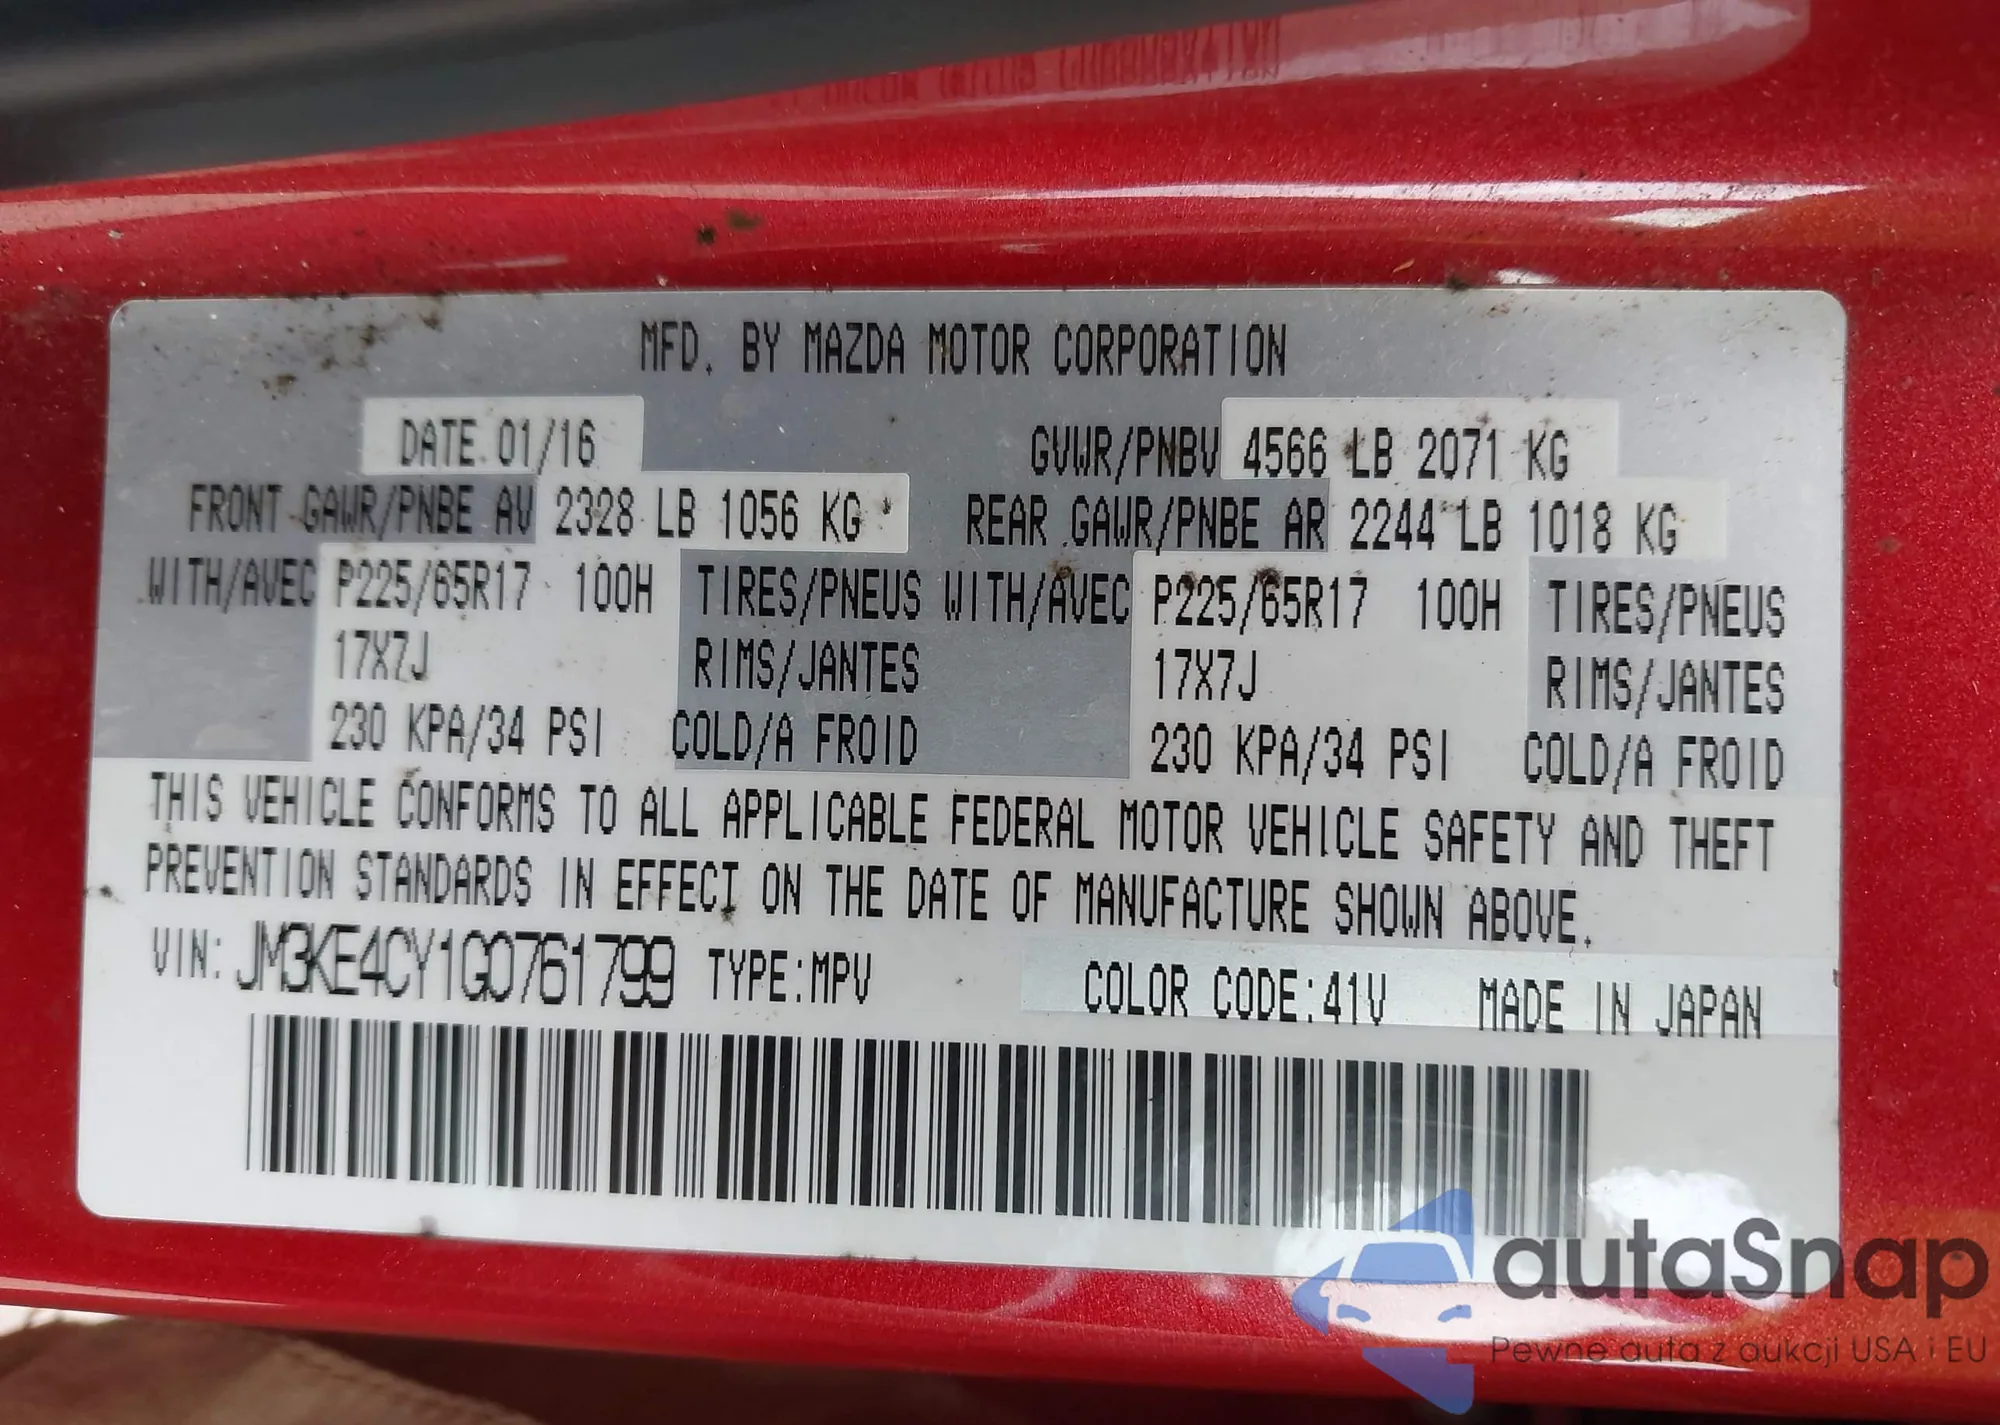 MFD. BY MAZDA MOTOR CORPORATION
DATE 01/16 GVWR/PNBV 4566 LB 2071 KG
FRONT GAWR/PNBE AV 2328 LB 1056 KG REAR GAWR/PNBE AR 2244 LB 1018 KG
WITH/AVEC P225/65R17 100H TIRES/PNEUS WITH/AVEC P225/65R17 100H TIRES/PNEUS
17X7J RIMS/JANTES 17X7J RIMS/JANTES
230 KPA/34 PSI COLD/A FROID 230 KPA/34 PSI COLD/A FROID
THIS VEHICLE CONFORMS TO ALL APPLICABLE FEDERAL MOTOR VEHICLE SAFETY AND THEFT
PREVENTION STANDARDS IN EFFECT ON THE DATE OF MANUFACTURE SHOWN ABOVE.
VIN: JM3KE4CY1G0761799 TYPE:MPV COLOR CODE:41V MADE IN JAPAN
autaSnap
Pewne auta z aukcji USA i EU